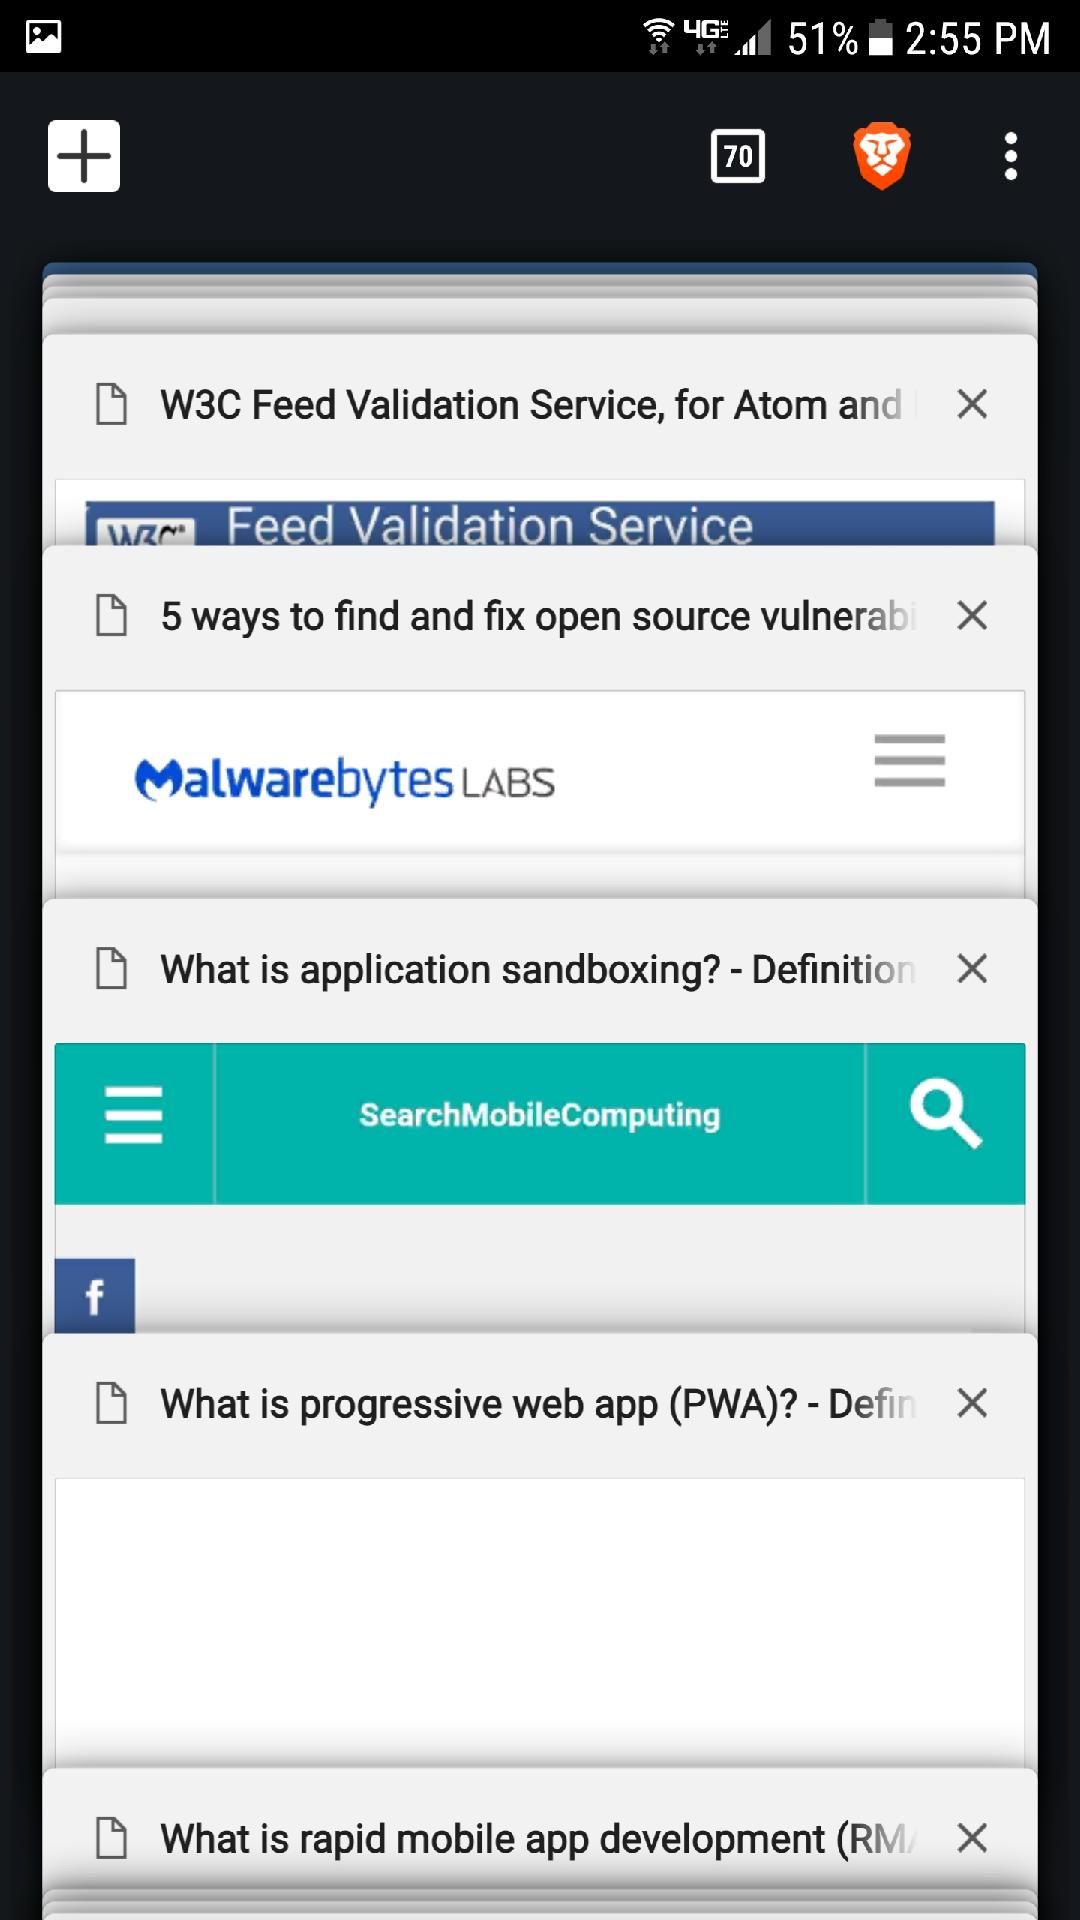 4G LTE 51% 2:55 PM
70
W3C Feed Validation Service, for Atom and
W3C® Feed Validation Service
5 ways to find and fix open source vulnerabi
Malwarebytes LABS
What is application sandboxing? - Definition
SearchMobileComputing
f
What is progressive web app (PWA)? - Defin
What is rapid mobile app development (RMA